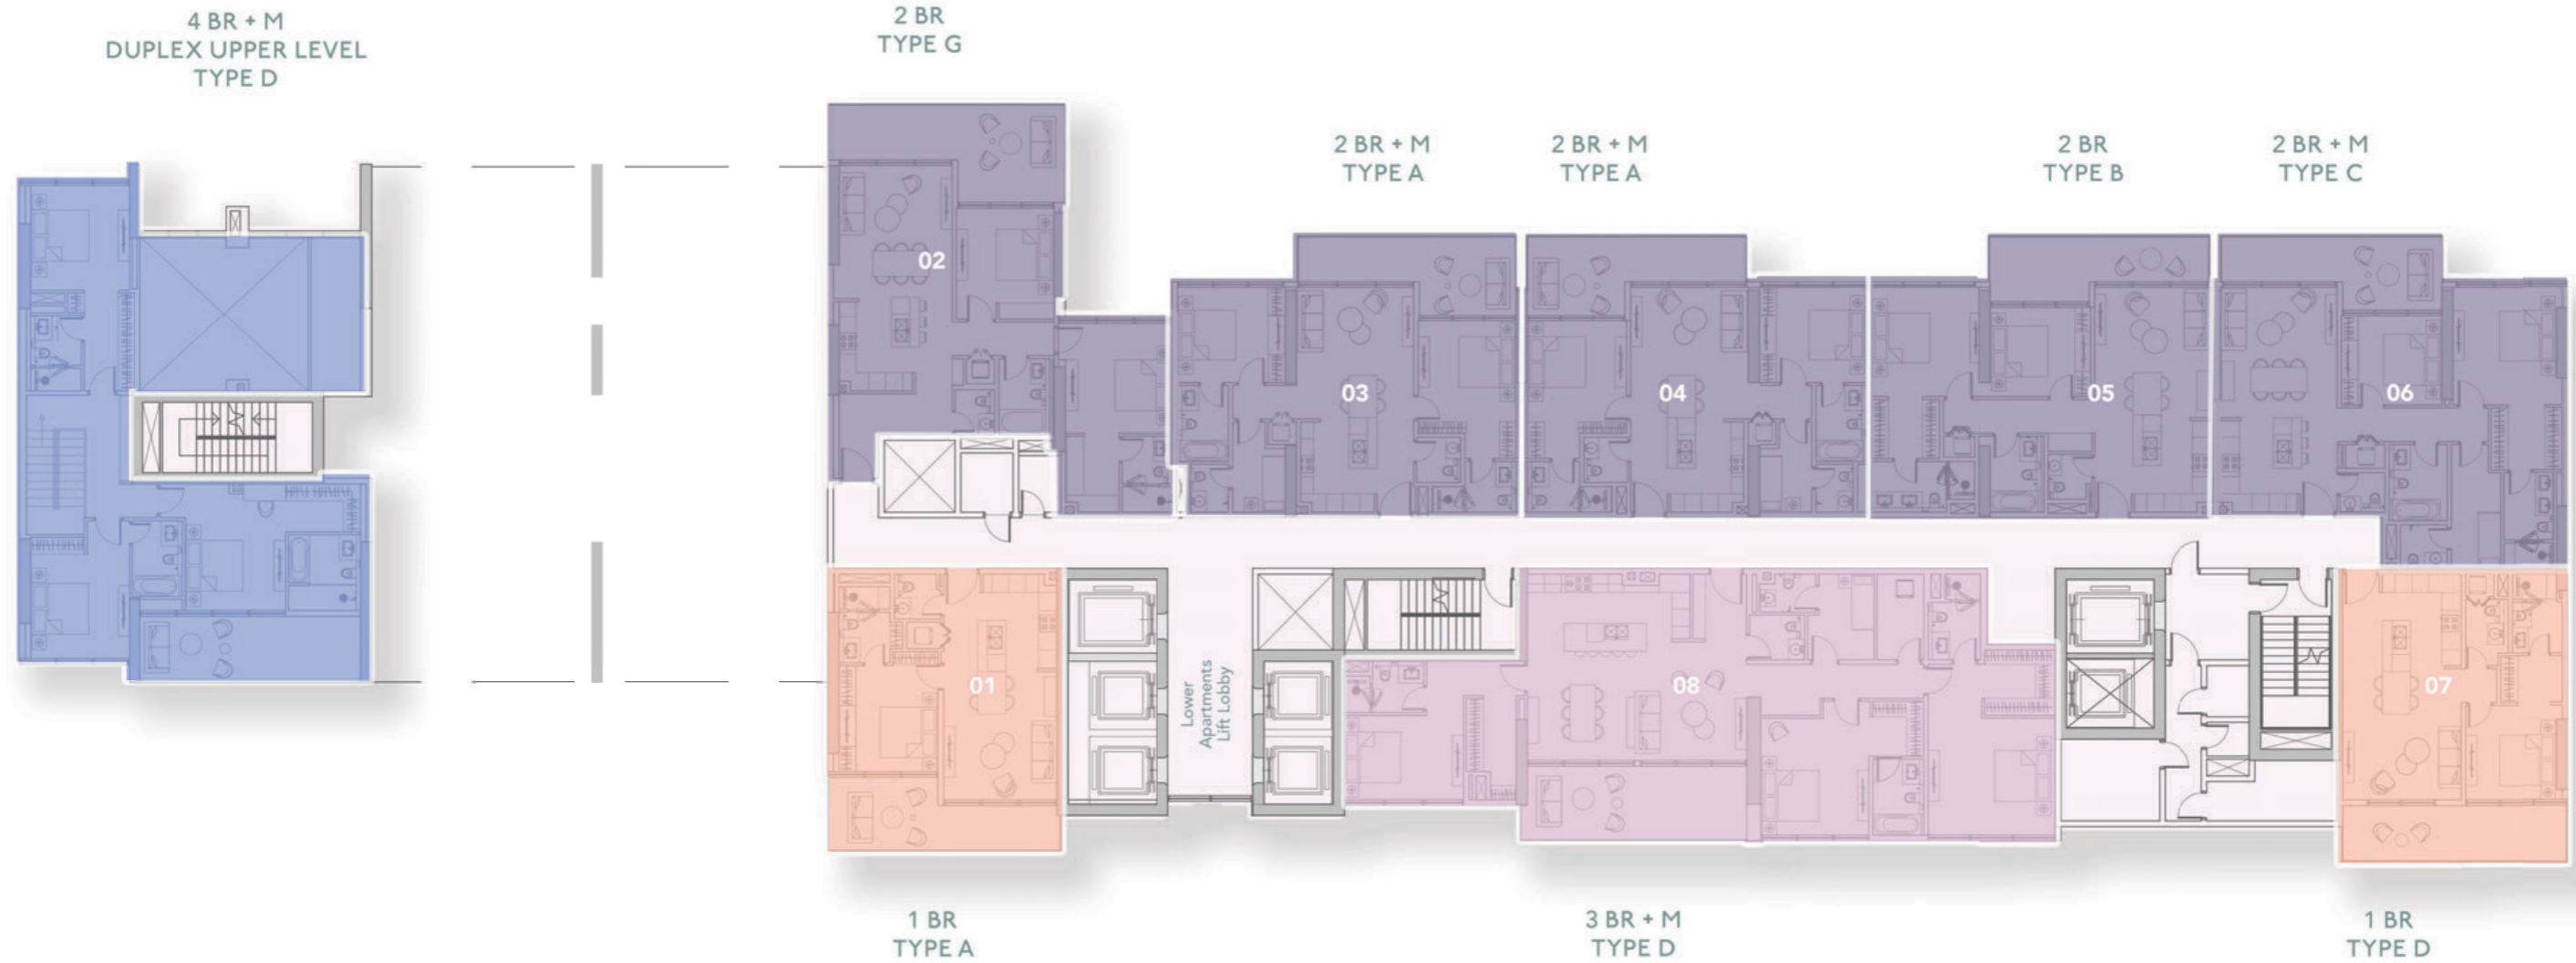 4 BR + M
DUPLEX UPPER LEVEL
TYPE D
2 BR
TYPE G
2 BR + M
TYPE A
2 BR + M
TYPE A
2 BR
TYPE B
2 BR + M
TYPE C
02
03
04
05
06
01
Lower
Apartments
Lift Lobby
08
07
1 BR
TYPE A
3 BR + M
TYPE D
1 BR
TYPE D